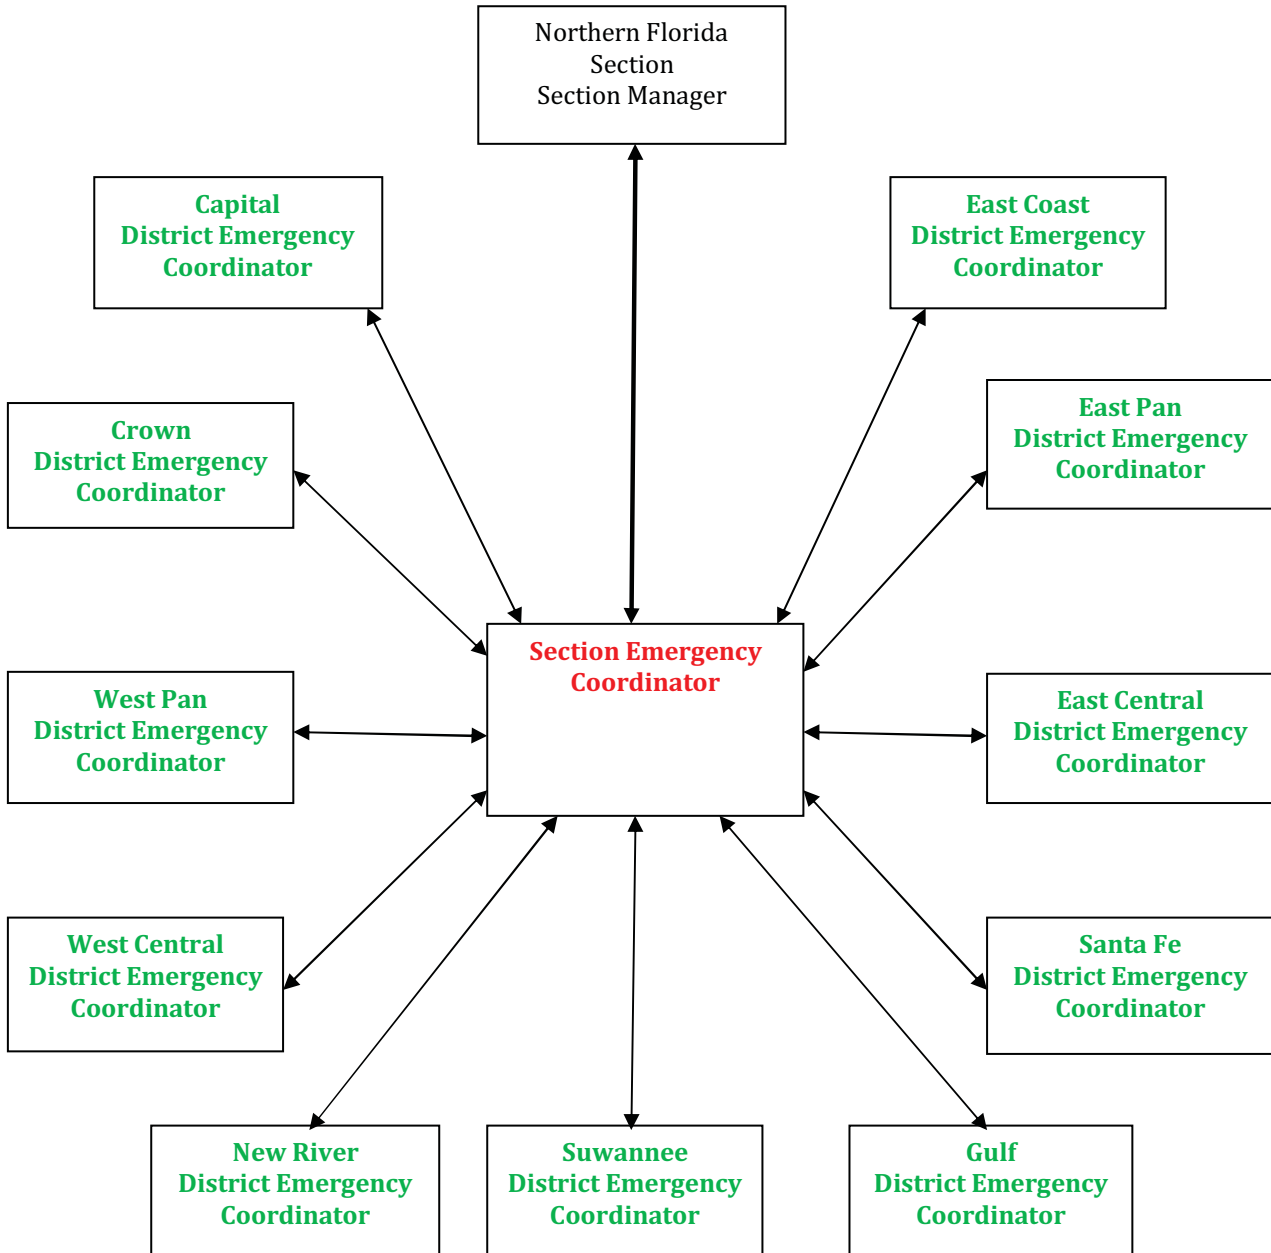 Northern Florida
Section
Section Manager
Capital
District Emergency
Coordinator
East Coast
District Emergency
Coordinator
Crown
District Emergency
Coordinator
East Pan
District Emergency
Coordinator
Section Emergency
Coordinator
West Pan
District Emergency
Coordinator
East Central
District Emergency
Coordinator
West Central
District Emergency
Coordinator
Santa Fe
District Emergency
Coordinator
New River
District Emergency
Coordinator
Suwannee
District Emergency
Coordinator
Gulf
District Emergency
Coordinator